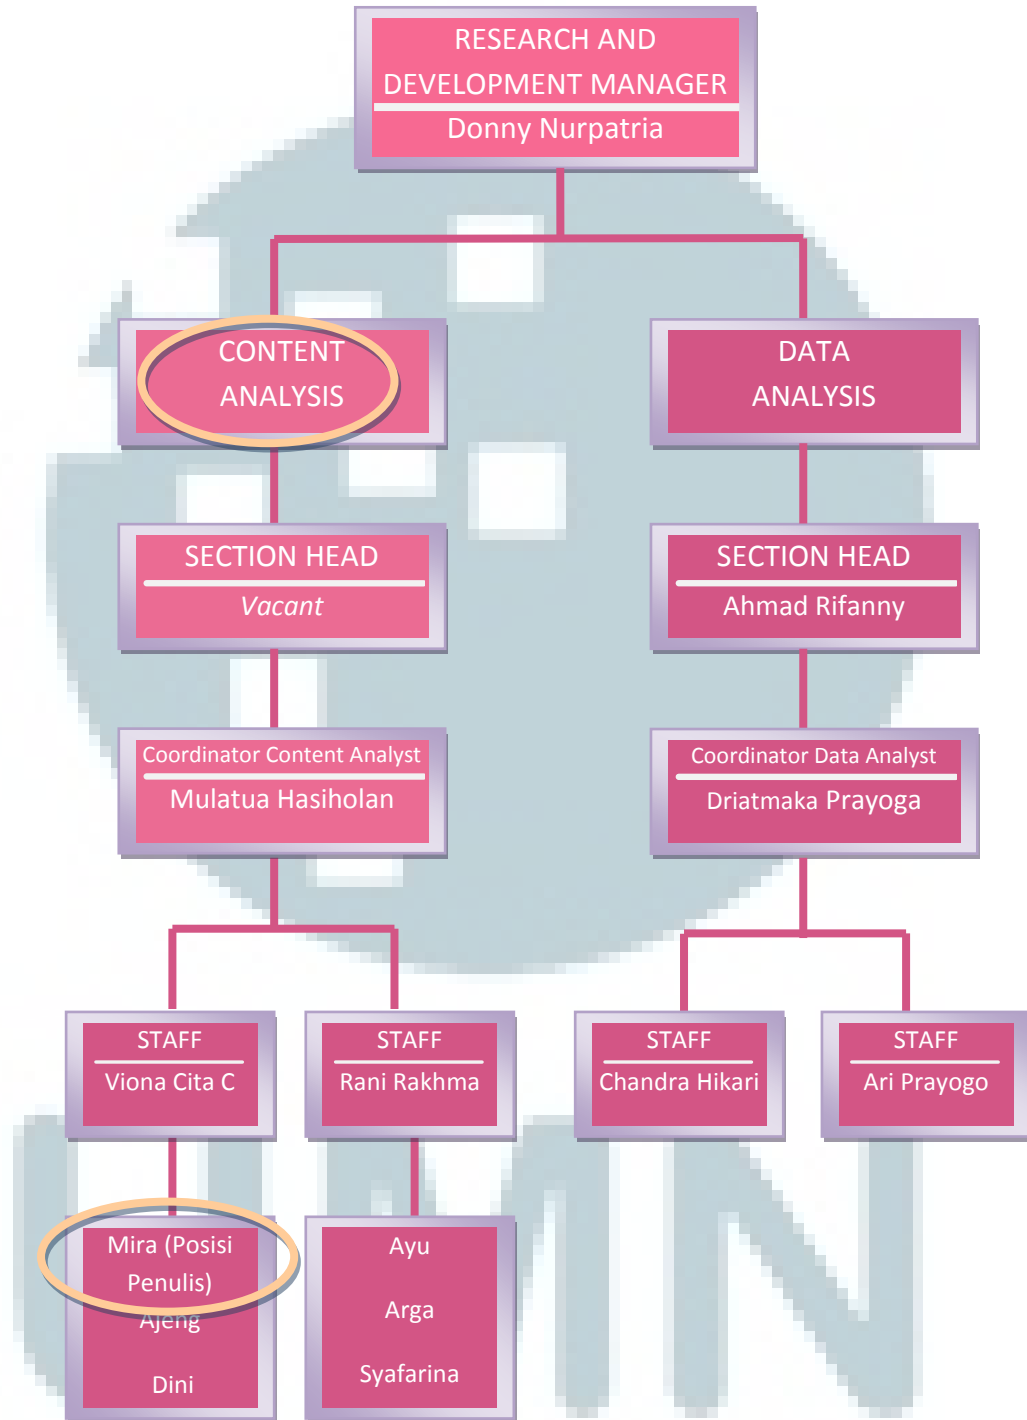 RESEARCH AND
DEVELOPMENT MANAGER
Donny Nurpatria
CONTENT
ANALYSIS
DATA
ANALYSIS
SECTION HEAD
Vacant
SECTION HEAD
Ahmad Rifanny
Coordinator Content Analyst
Mulatua Hasiholan
Coordinator Data Analyst
Driatmaka Prayoga
STAFF
Viona Cita C
STAFF
Rani Rakhma
STAFF
Chandra Hikari
STAFF
Ari Prayogo
Mira (Posisi
Penulis)
Ajeng
Dini
Ayu
Arga
Syafarina
UMN